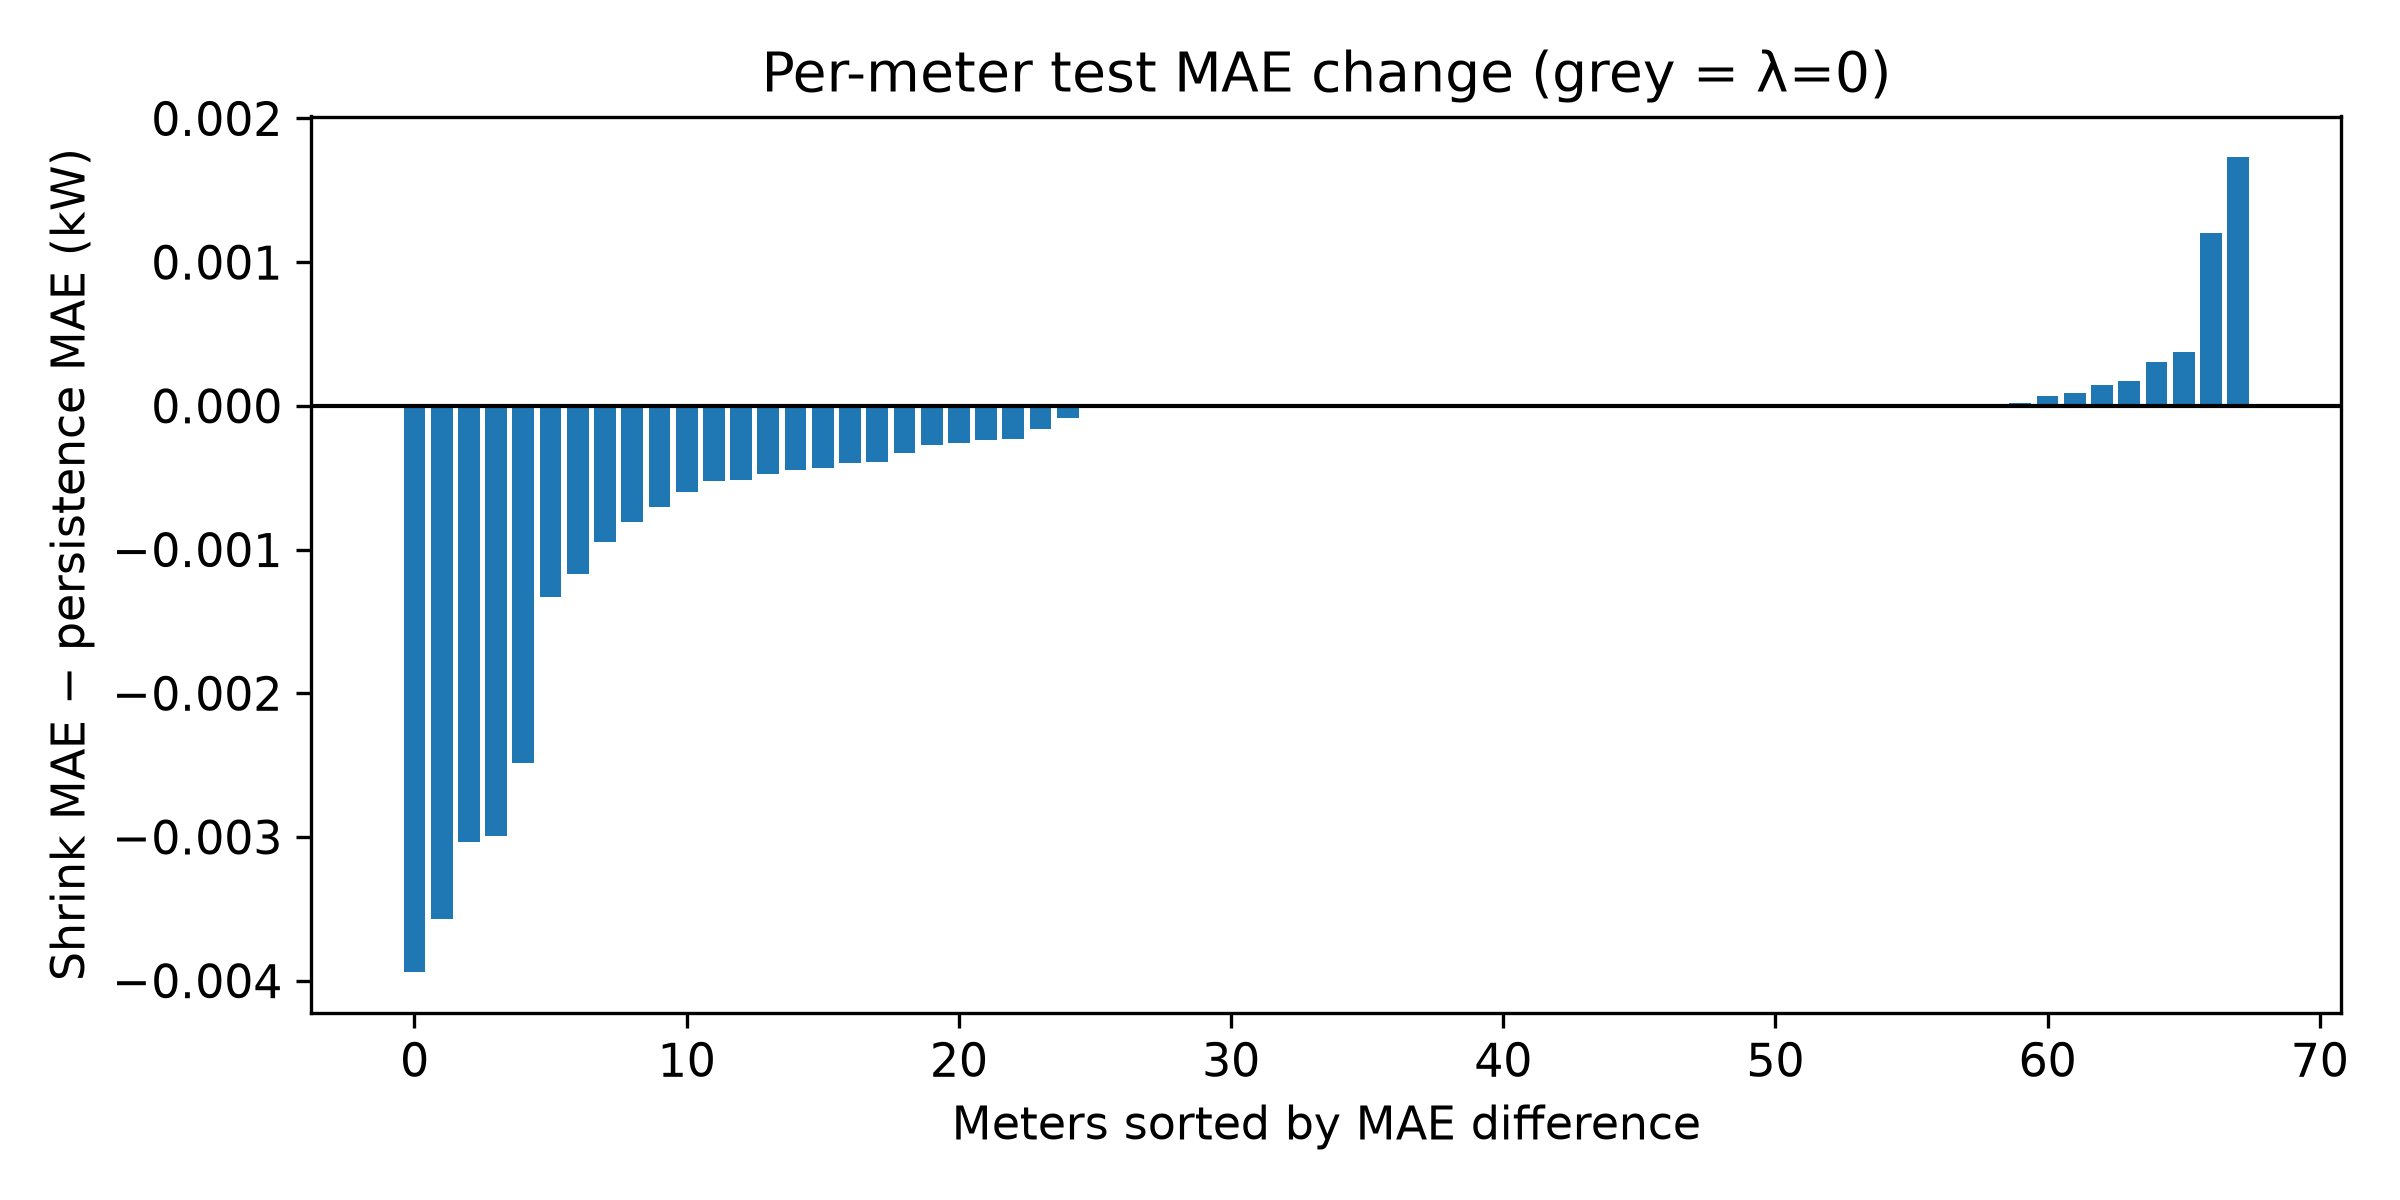 Per-meter test MAE change (grey = λ=0)
Shrink MAE − persistence MAE (kW)
0.002
0.001
0.000
−0.001
−0.002
−0.003
−0.004
0 10 20 30 40 50 60 70
Meters sorted by MAE difference